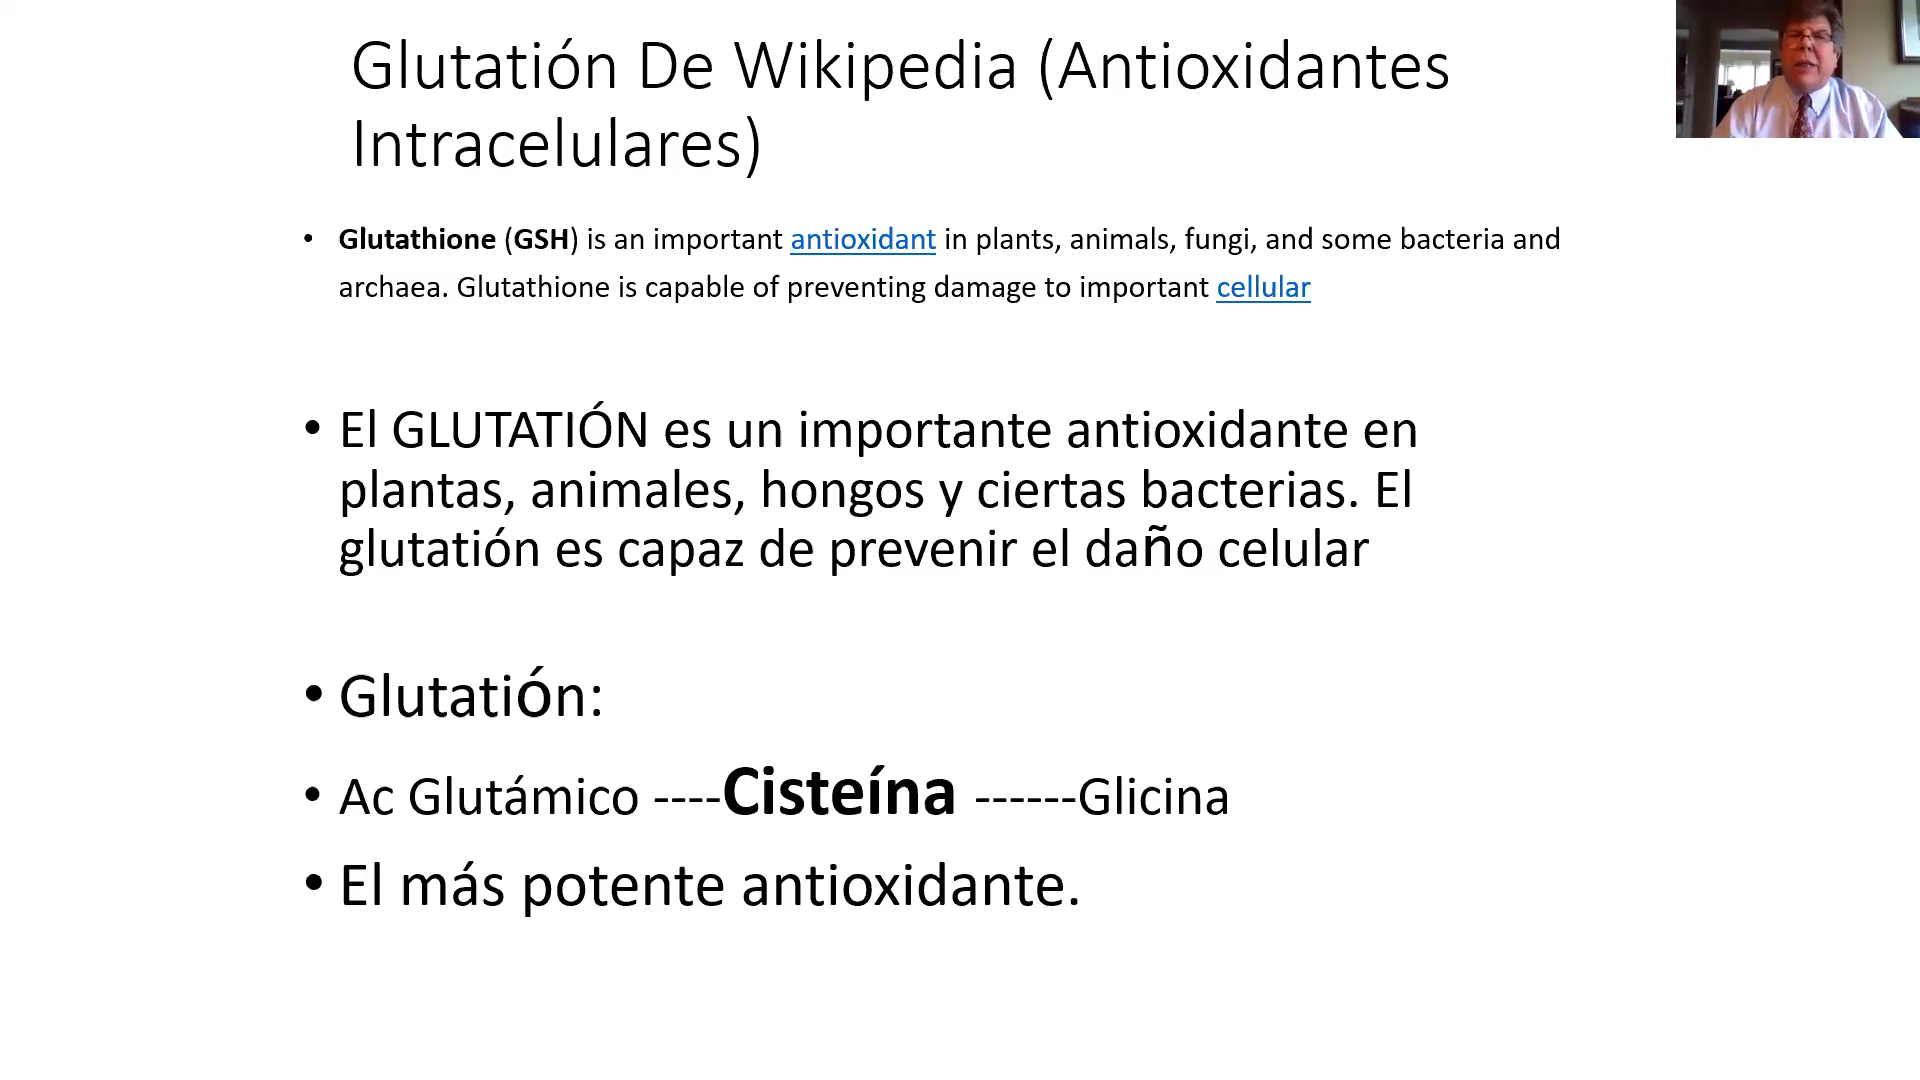 Glutatión De Wikipedia (Antioxidantes
Intracelulares)
• Glutathione (GSH) is an important antioxidant in plants, animals, fungi, and some bacteria and
archaea. Glutathione is capable of preventing damage to important cellular
• El GLUTATIÓN es un importante antioxidante en
plantas, animales, hongos y ciertas bacterias. El
glutatión es capaz de prevenir el daño celular
• Glutatión:
• Ac Glutámico ----Cisteína ------Glicina
• El más potente antioxidante.